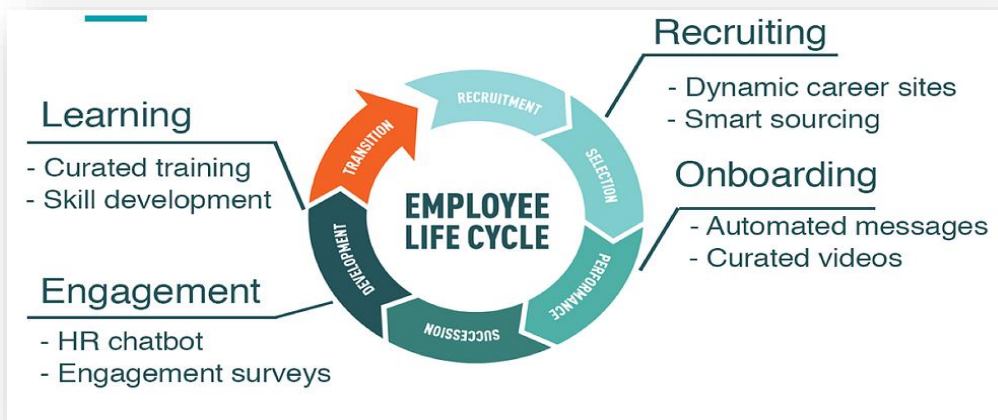 Recruiting
- Dynamic career sites
- Smart sourcing
Onboarding
- Automated messages
- Curated videos
Learning
- Curated training
- Skill development
Engagement
- HR chatbot
- Engagement surveys
EMPLOYEE
LIFE CYCLE
RECRUITMENT
SELECTION
PERFORMANCE
SUCCESSION
DEVELOPMENT
TRANSITION